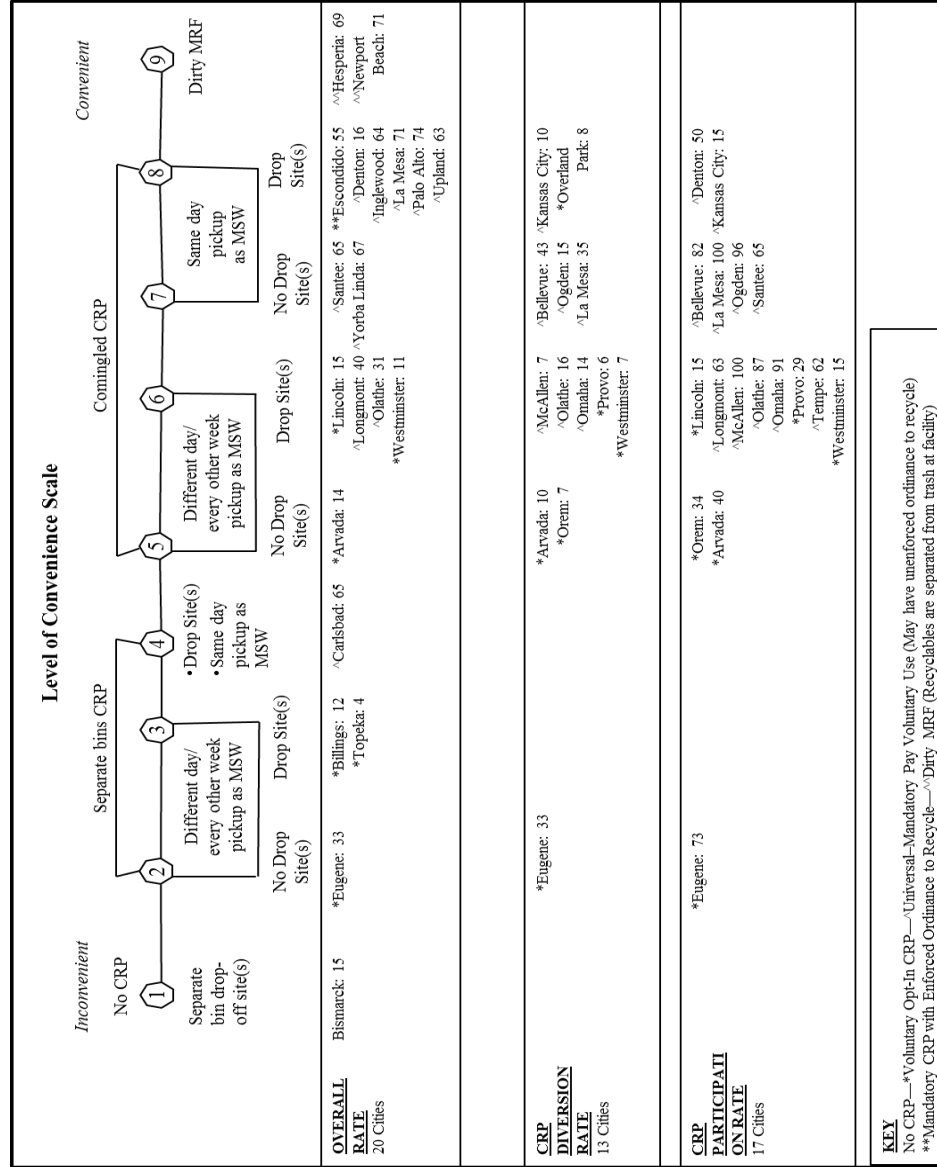 Level of Convenience Scale
Inconvenient
Convenient
No CRP
Separate bins CRP
Comingled CRP
1
2
3
4
5
6
7
8
9
Separate
bin drop-
off site(s)
Different day/
every other week
pickup as MSW
• Drop Site(s)
• Same day
pickup as
MSW
Different day/
every other week
pickup as MSW
Same day
pickup
as MSW
Dirty MRF
No Drop
Site(s)
Drop Site(s)
No Drop
Site(s)
Drop Site(s)
No Drop
Site(s)
Drop
Site(s)
OVERALL
RATE
20 Cities
Bismarck: 15
*Eugene: 33
*Billings: 12
*Topeka: 4
^Carlsbad: 65
*Arvada: 14
*Lincoln: 15
^Longmont: 40
^Olathe: 31
*Westminster: 11
^Santee: 65
^Yorba Linda: 67
**Escondido: 55
^Denton: 16
^Inglewood: 64
^La Mesa: 71
^Palo Alto: 74
^Upland: 63
^^Hesperia: 69
^^Newport
Beach: 71
CRP
DIVERSION
RATE
13 Cities
*Eugene: 33
*Arvada: 10
*Orem: 7
^McAllen: 7
^Olathe: 16
^Omaha: 14
*Provo: 6
*Westminster: 7
^Bellevue: 43
^Ogden: 15
^La Mesa: 35
^Kansas City: 10
*Overland
Park: 8
CRP
PARTICIPATI
ON RATE
17 Cities
*Eugene: 73
*Orem: 34
*Arvada: 40
*Lincoln: 15
^Longmont: 63
^McAllen: 100
^Olathe: 87
^Omaha: 91
*Provo: 29
^Tempe: 62
*Westminster: 15
^Bellevue: 82
^La Mesa: 100
^Ogden: 96
^Santee: 65
^Denton: 50
^Kansas City: 15
KEY
No CRP—*Voluntary Opt-In CRP—^Universal–Mandatory Pay Voluntary Use (May have unenforced ordinance to recycle)
**Mandatory CRP with Enforced Ordinance to Recycle—^^Dirty MRF (Recyclables are separated from trash at facility)